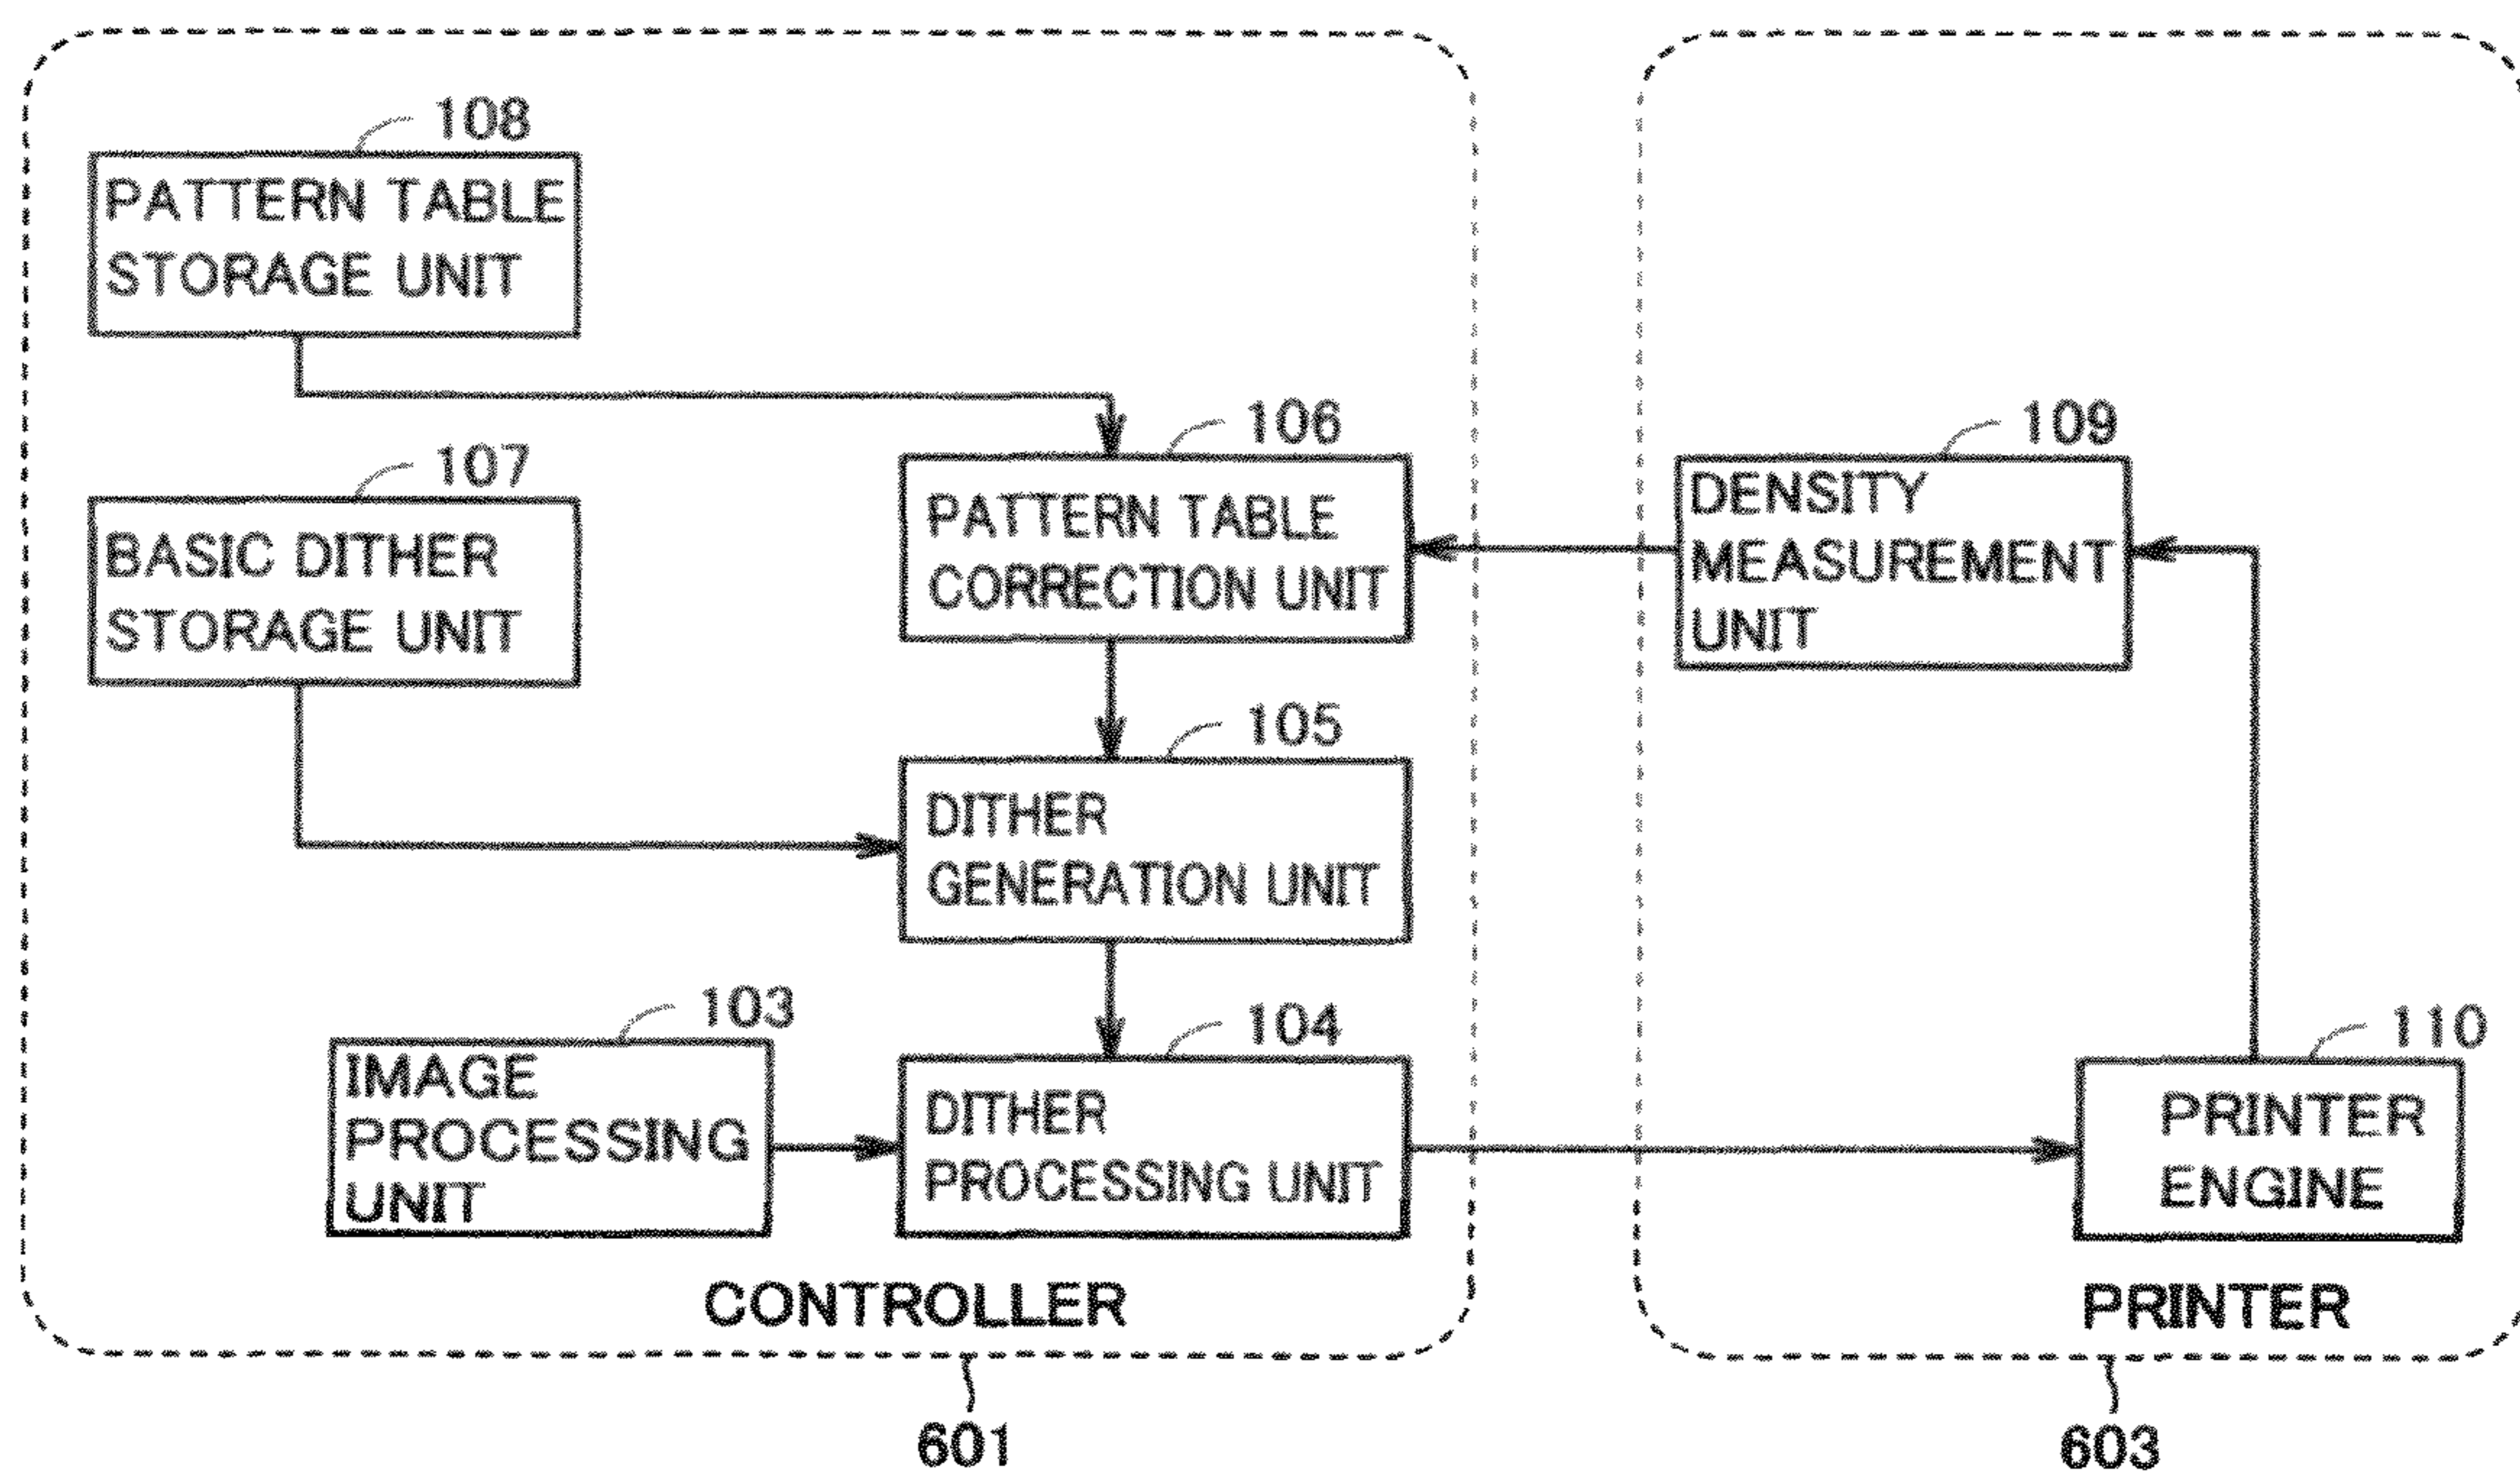 108
PATTERN TABLE
STORAGE UNIT
107
BASIC DITHER
STORAGE UNIT
106
PATTERN TABLE
CORRECTION UNIT
109
DENSITY
MEASUREMENT
UNIT
105
DITHER
GENERATION UNIT
103
IMAGE
PROCESSING
UNIT
104
DITHER
PROCESSING UNIT
110
PRINTER
ENGINE
CONTROLLER
PRINTER
601
603